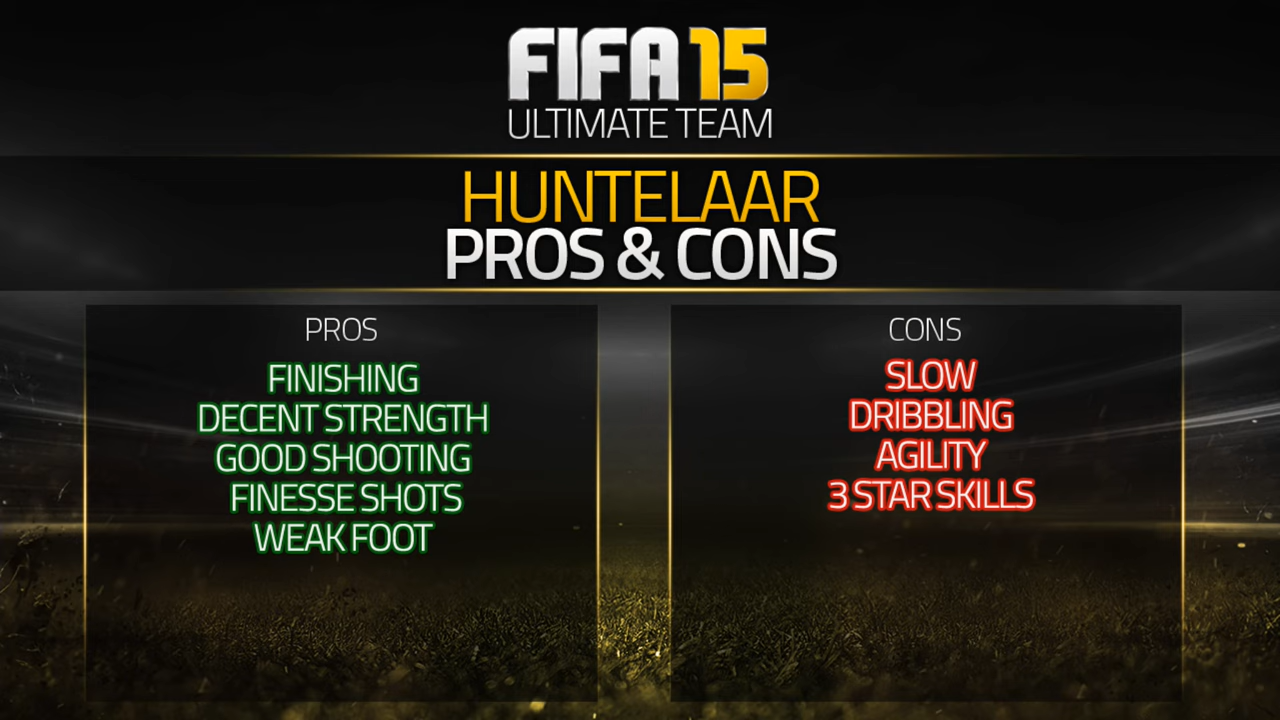 FIFA 15
ULTIMATE TEAM
HUNTELAAR
PROS & CONS
PROS
FINISHING
DECENT STRENGTH
GOOD SHOOTING
FINESSE SHOTS
WEAK FOOT
CONS
SLOW
DRIBBLING
AGILITY
3 STAR SKILLS